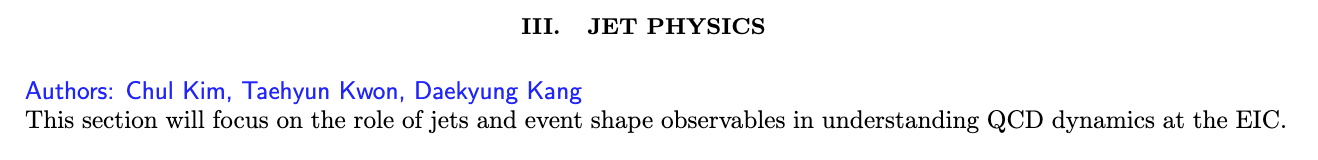 III. JET PHYSICS
Authors: Chul Kim, Taehyun Kwon, Daekyung Kang
This section will focus on the role of jets and event shape observables in understanding QCD dynamics at the EIC.